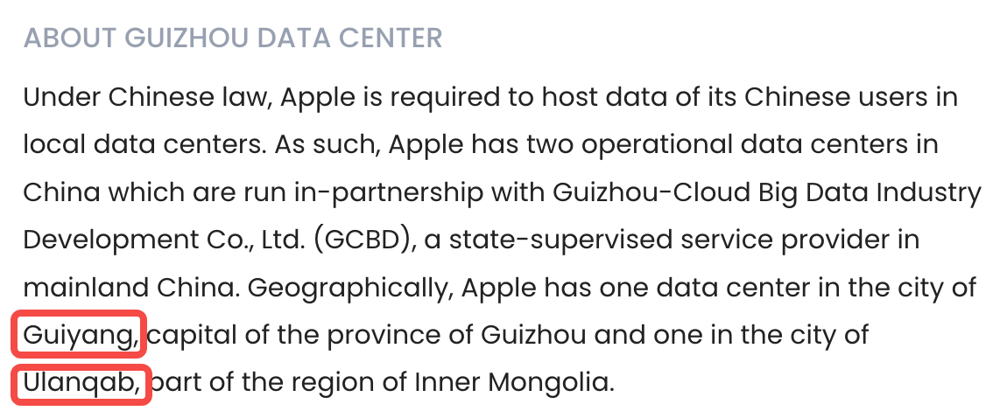 ABOUT GUIZHOU DATA CENTER
Under Chinese law, Apple is required to host data of its Chinese users in
local data centers. As such, Apple has two operational data centers in
China which are run in-partnership with Guizhou-Cloud Big Data Industry
Development Co., Ltd. (GCBD), a state-supervised service provider in
mainland China. Geographically, Apple has one data center in the city of
Guiyang, capital of the province of Guizhou and one in the city of
Ulanqab, part of the region of Inner Mongolia.